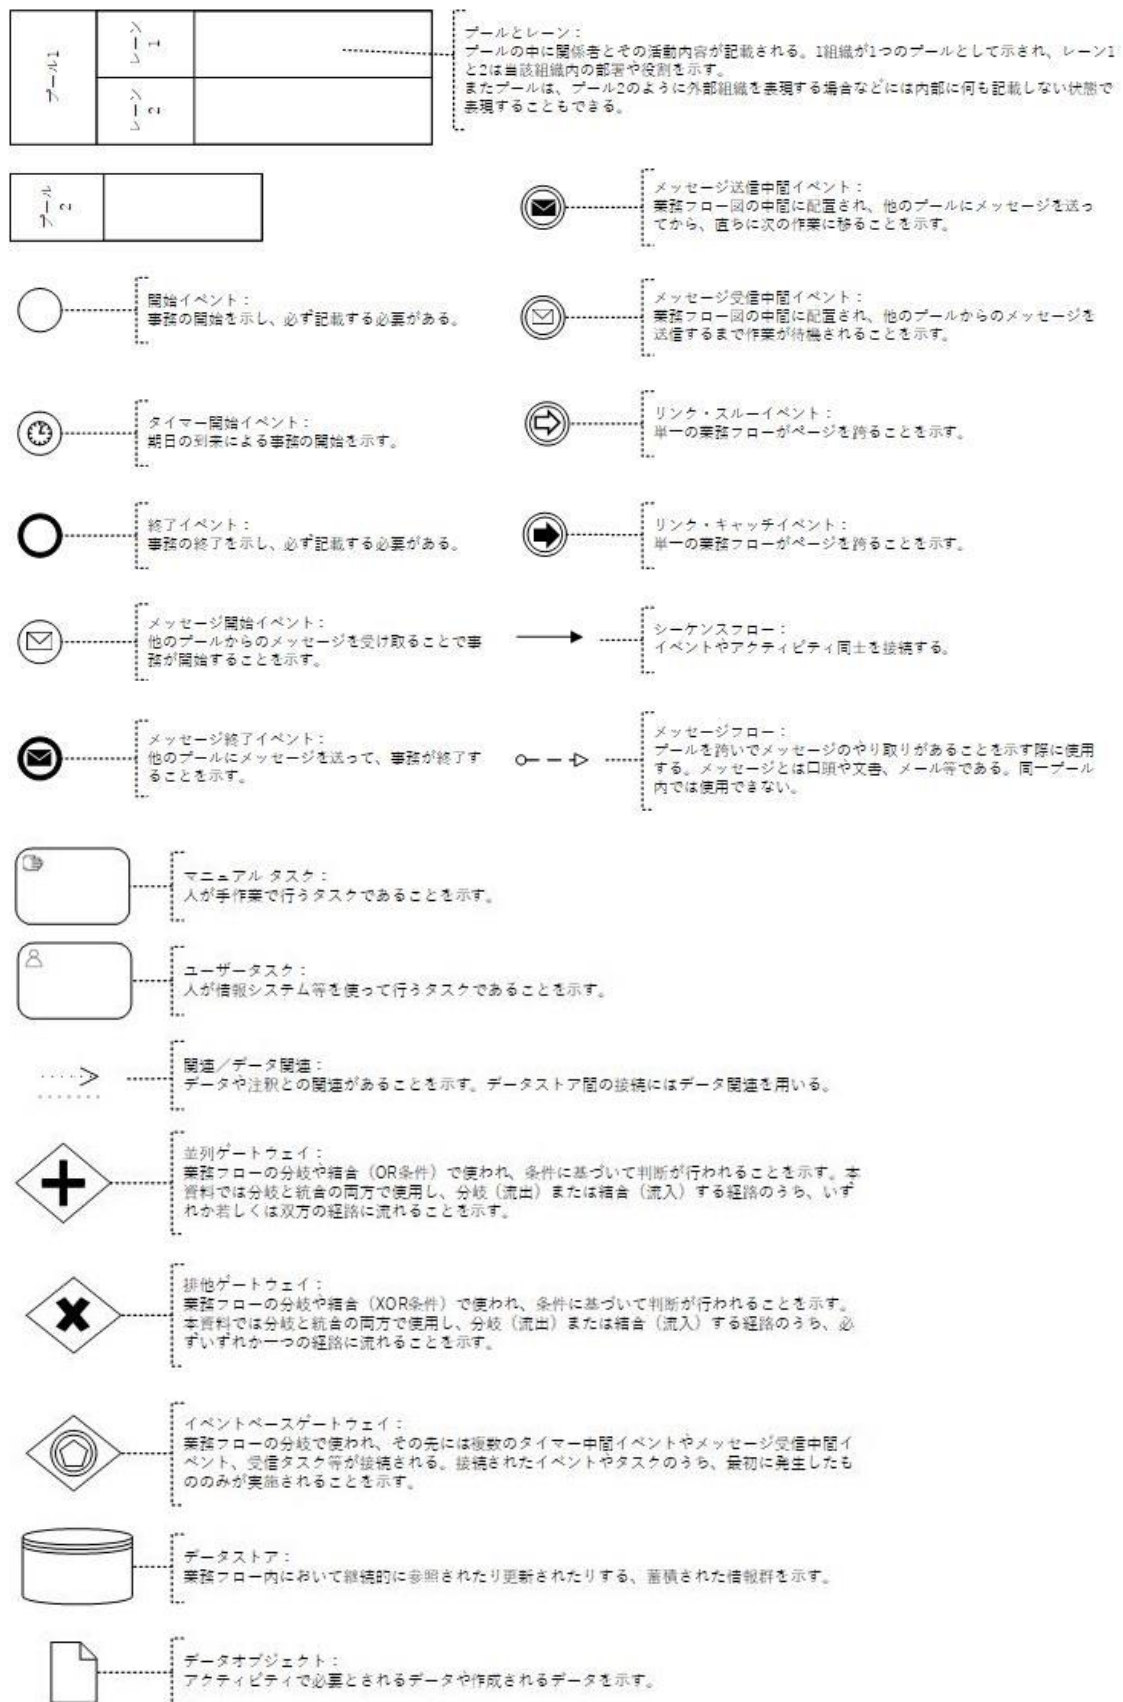 プール1
レーン
1
レーン
2
プールとレーン：
プールの中に関係者とその活動内容が記載される。1組織が1つのプールとして示され、レーン1
と2は当該組織内の部署や役割を示す。
またプールは、プール2のように外部組織を表現する場合などには内部に何も記載しない状態で
表現することもできる。
プール
2
メッセージ送信中間イベント：
業務フロー図の中間に配置され、他のプールにメッセージを送っ
てから、直ちに次の作業に移ることを示す。
開始イベント：
事務の開始を示し、必ず記載する必要がある。
メッセージ受信中間イベント：
業務フロー図の中間に配置され、他のプールからのメッセージを
送信するまで作業が待機されることを示す。
タイマー開始イベント：
期日の到来による事務の開始を示す。
リンク・スルーイベント：
単一の業務フローがページを跨ることを示す。
終了イベント：
事務の終了を示し、必ず記載する必要がある。
リンク・キャッチイベント：
単一の業務フローがページを跨ることを示す。
メッセージ開始イベント：
他のプールからのメッセージを受け取ることで事
務が開始することを示す。
シーケンスフロー：
イベントやアクティビティ同士を接続する。
メッセージ終了イベント：
他のプールにメッセージを送って、事務が終了す
ることを示す。
メッセージフロー：
プールを跨いでメッセージのやり取りがあることを示す際に使用
する。メッセージとは口頭や文書、メール等である。同一プール
内では使用できない。
マニュアル タスク：
人が手作業で行うタスクであることを示す。
ユーザータスク：
人が情報システム等を使って行うタスクであることを示す。
関連／データ関連：
データや注釈との関連があることを示す。データストア間の接続にはデータ関連を用いる。
並列ゲートウェイ：
業務フローの分岐や結合（OR条件）で使われ、条件に基づいて判断が行われることを示す。本
資料では分岐と統合の両方で使用し、分岐（流出）または結合（流入）する経路のうち、いず
れか若しくは双方の経路に流れることを示す。
排他ゲートウェイ：
業務フローの分岐や結合（XOR条件）で使われ、条件に基づいて判断が行われることを示す。
本資料では分岐と統合の両方で使用し、分岐（流出）または結合（流入）する経路のうち、必
ずいずれか一つの経路に流れることを示す。
イベントベースゲートウェイ：
業務フローの分岐で使われ、その先には複数のタイマー中間イベントやメッセージ受信中間イ
ベント、受信タスク等が接続される。接続されたイベントやタスクのうち、最初に発生したも
ののみが実施されることを示す。
データストア：
業務フロー内において継続的に参照されたり更新されたりする、蓄積された情報群を示す。
データオブジェクト：
アクティビティで必要とされるデータや作成されるデータを示す。